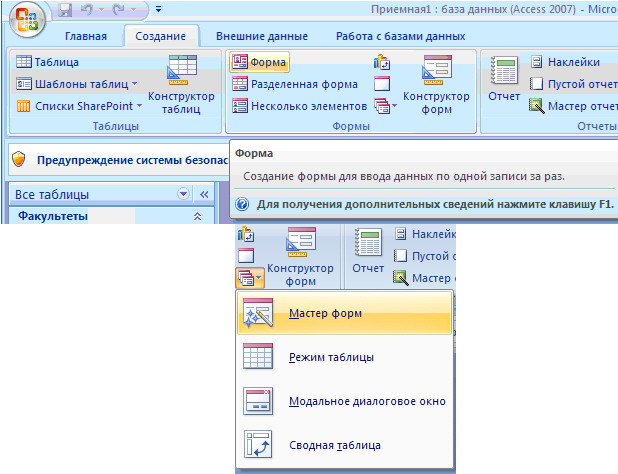 Приемная1 : база данных (Access 2007) - Micro
Главная Создание Внешние данные Работа с базами данных
Таблица Форма Наклейки
Шаблоны таблиц Разделенная форма Пустой отчет
Списки SharePoint Конструктор таблиц Несколько элементов Конструктор форм Отчет Мастер отчет
Таблицы Формы Отчеты
Предупреждение системы безопас
Форма
Создание формы для ввода данных по одной записи за раз.
Для получения дополнительных сведений нажмите клавишу F1.
Все таблицы
Факультеты
Конструктор форм Отчет
Наклейки
Пустой о
Мастер о
Мастер форм
Режим таблицы
Модальное диалоговое окно
Сводная таблица